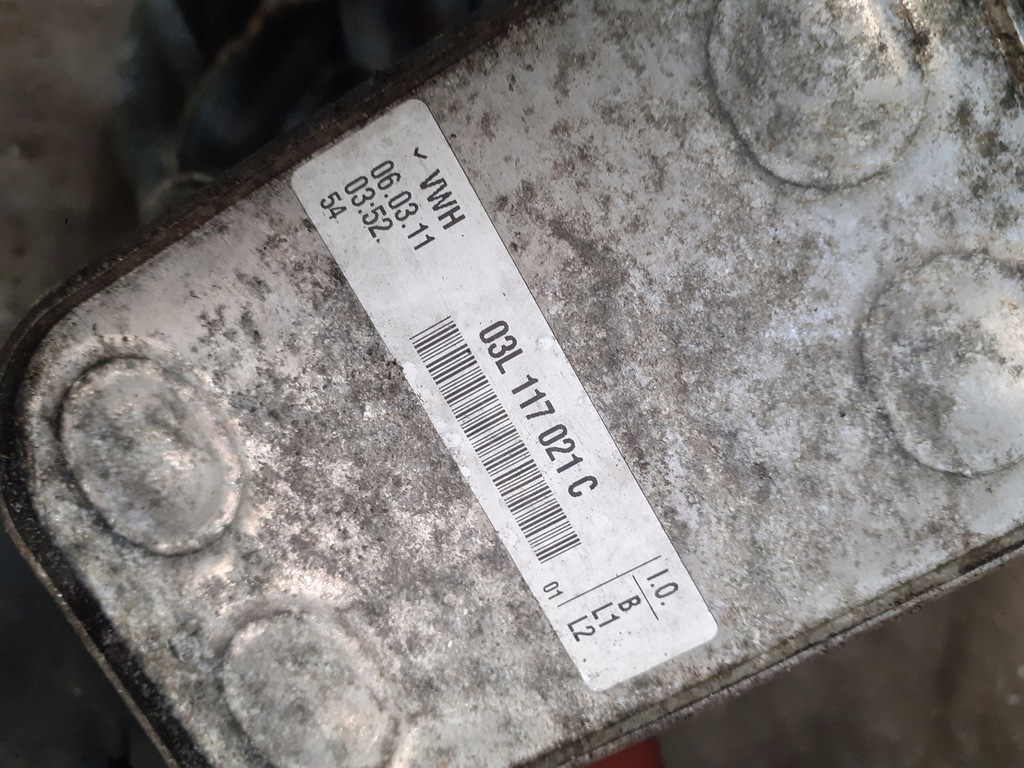 ✓ VWH
06.03.11
03:52
54
03L 117 021 C
I.O.
B
L1
01 L2